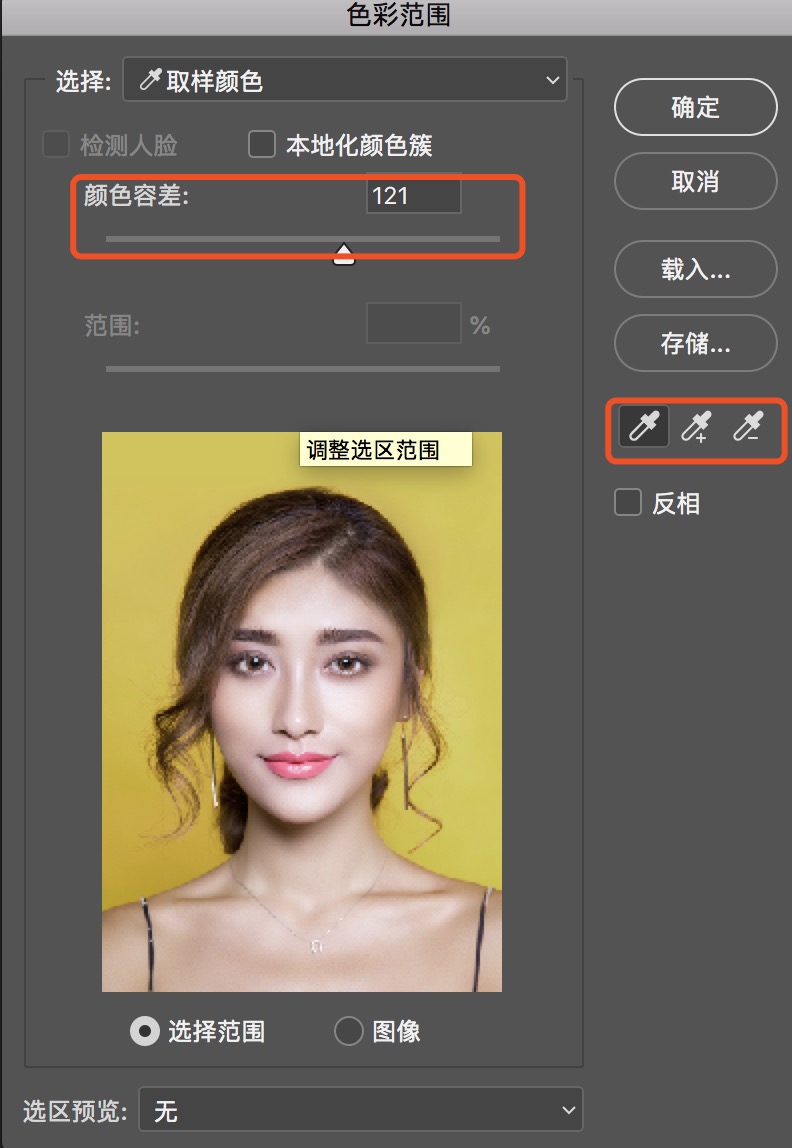 色彩范围
选择: 取样颜色
检测人脸 本地化颜色簇
颜色容差: 121
范围: %
调整选区范围
选择范围 图像
选区预览: 无
确定
取消
载入...
存储...
反相